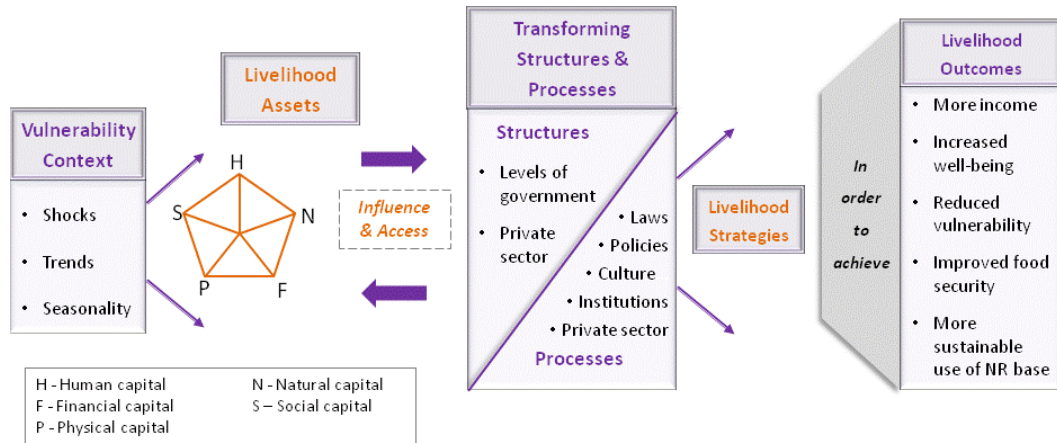 Vulnerability
Context
• Shocks
• Trends
• Seasonality
Livelihood
Assets
H
S
N
P
F
Influence
& Access
Transforming
Structures &
Processes
Structures
• Levels of
government
• Private
sector
• Laws
• Policies
• Culture
• Institutions
• Private sector
Processes
Livelihood
Strategies
In
order
to
achieve
Livelihood
Outcomes
• More income
• Increased
well-being
• Reduced
vulnerability
• Improved food
security
• More
sustainable
use of NR base
H - Human capital
N - Natural capital
F - Financial capital
S – Social capital
P - Physical capital